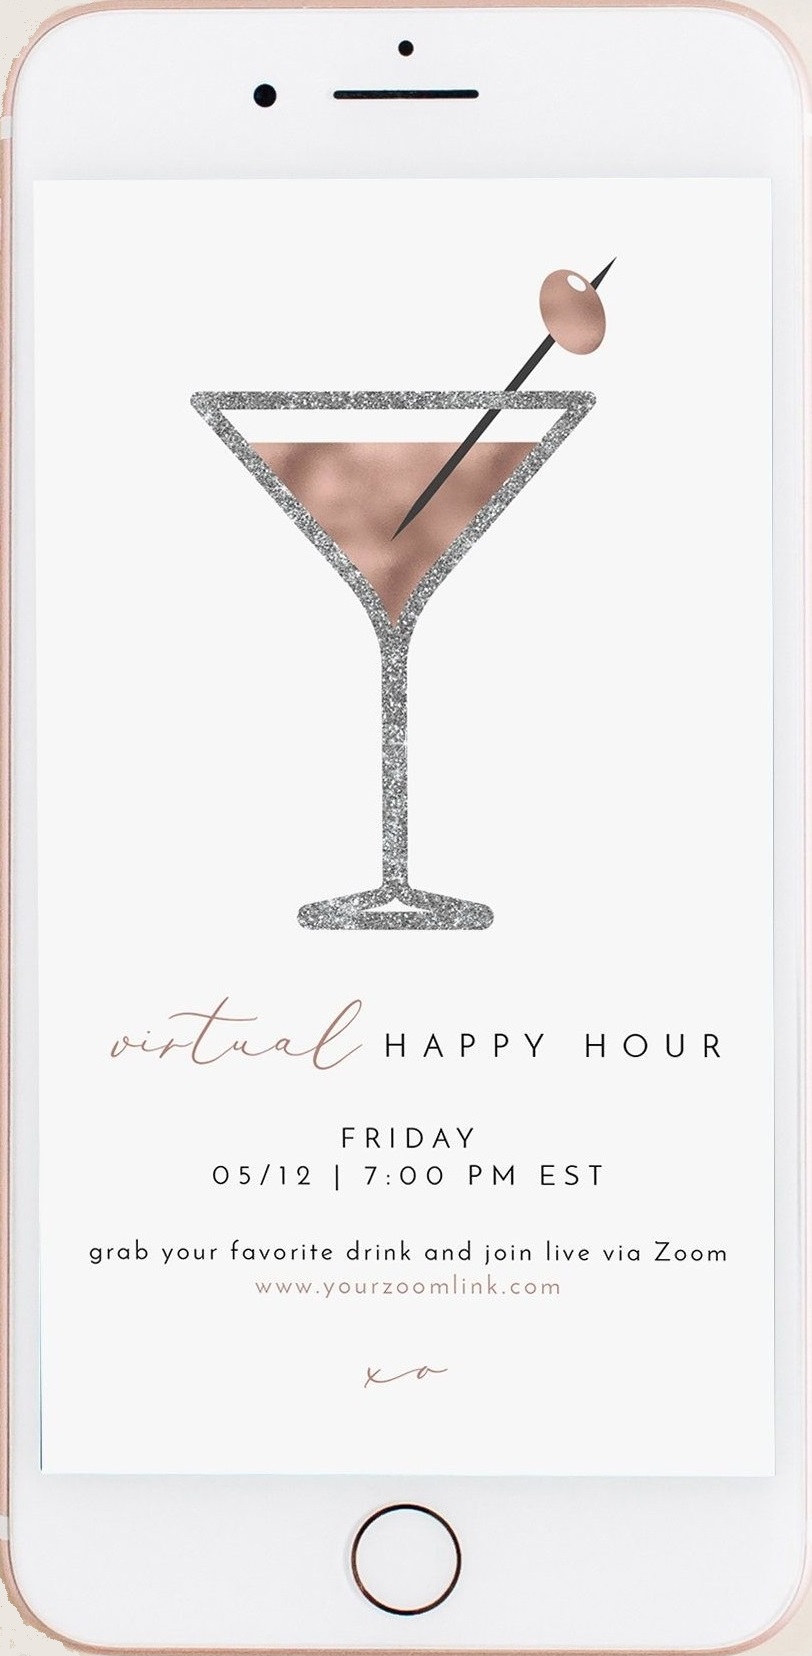 virtual HAPPY HOUR
FRIDAY
05/12 | 7:00 PM EST
grab your favorite drink and join live via Zoom
www.yourzoomlink.com
xo